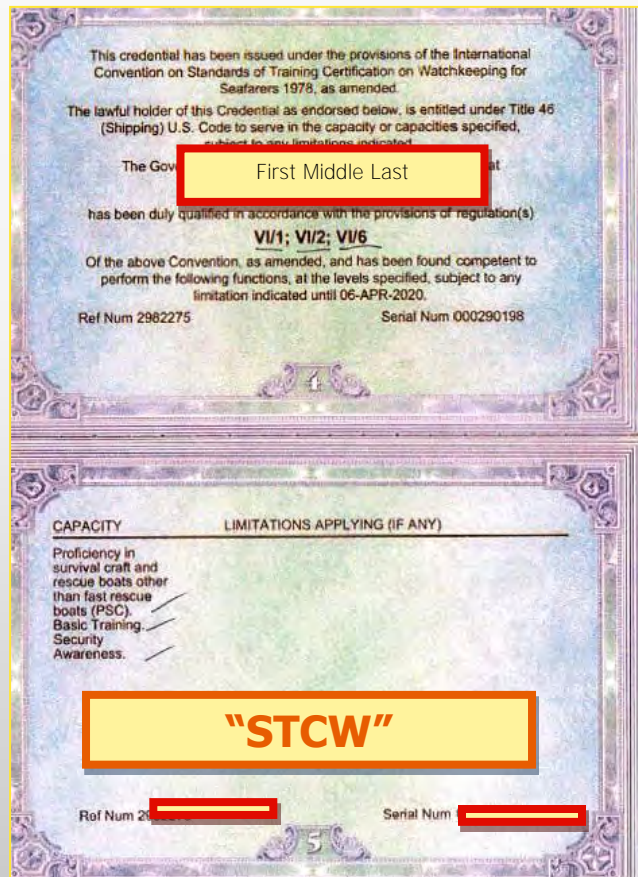 This credential has been issued under the provisions of the International
Convention on Standards of Training Certification on Watchkeeping for
Seafarers 1978, as amended.
The lawful holder of this Credential as endorsed below, is entitled under Title 46
(Shipping) U.S. Code to serve in the capacity or capacities specified,
subject to any limitations indicated
The Gov
First Middle Last
has been duly qualified in accordance with the provisions of regulation(s)
VI/1; VI/2; VI/6
Of the above Convention, as amended, and has been found competent to
perform the following functions, at the levels specified, subject to any
limitation indicated until 06-APR-2020.
Ref Num 2982275 Serial Num 000290198
4
CAPACITY LIMITATIONS APPLYING (IF ANY)
Proficiency in
survival craft and
rescue boats other
than fast rescue
boats (PSC).
Basic Training.
Security
Awareness.
“STCW”
Ref Num Serial Num
5